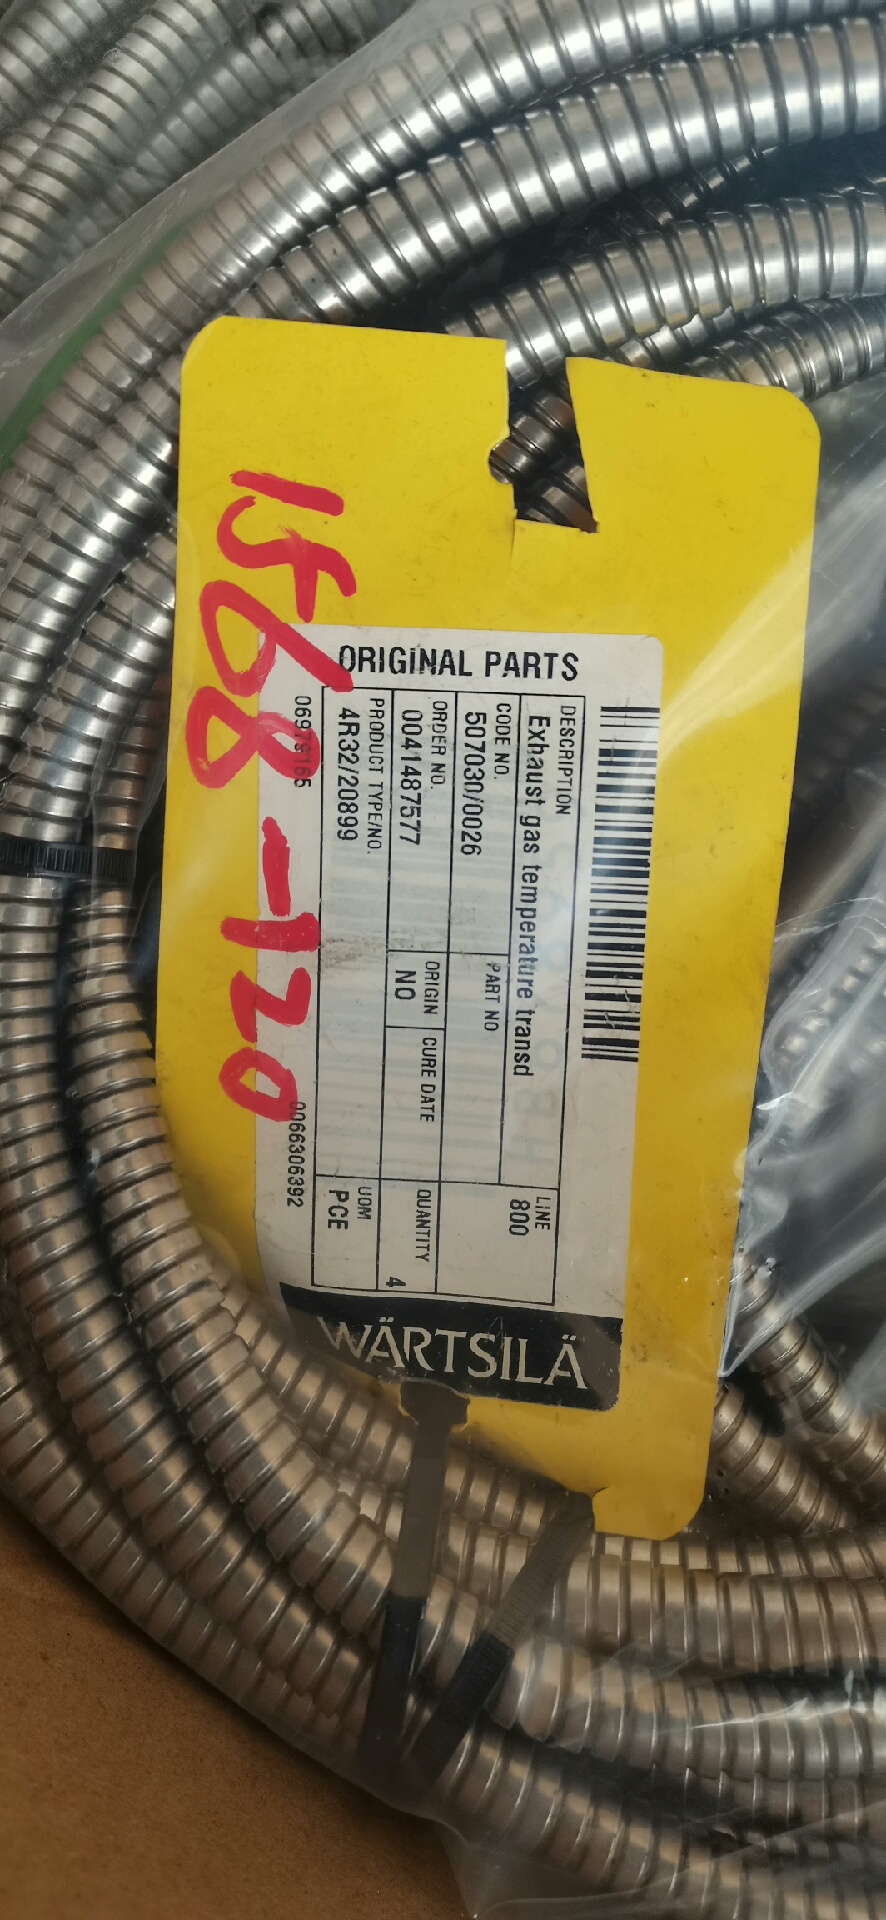 ORIGINAL PARTS
DESCRIPTION
Exhaust gas temperature transd
LINE
800
CODE NO.
507030/0026
PART NO
ORDER NO.
0041487577
ORIGIN
NO
CURE DATE
QUANTITY
4
PRODUCT TYPE/NO.
4R32/20899
UOM
PCE
0066306392
WÄRTSILÄ
1568-120